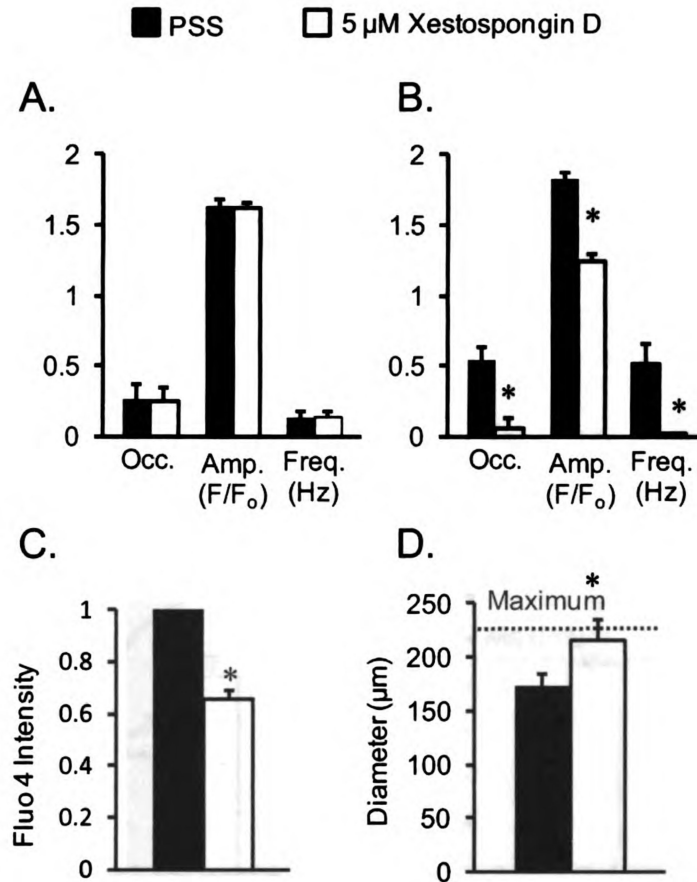 PSS 5 µM Xestospongin D
A. B.
2 2
1.5 1.5
* 
1 1
0.5 0.5
* *
0 0
Occ. Amp. Freq. Occ. Amp. Freq.
(F/Fo) (Hz) (F/Fo) (Hz)
C. D.
Fluo 4 Intensity
1
0.8
*
0.6
0.4
0.2
0
Diameter (µm)
*
250 Maximum
200
150
100
50
0